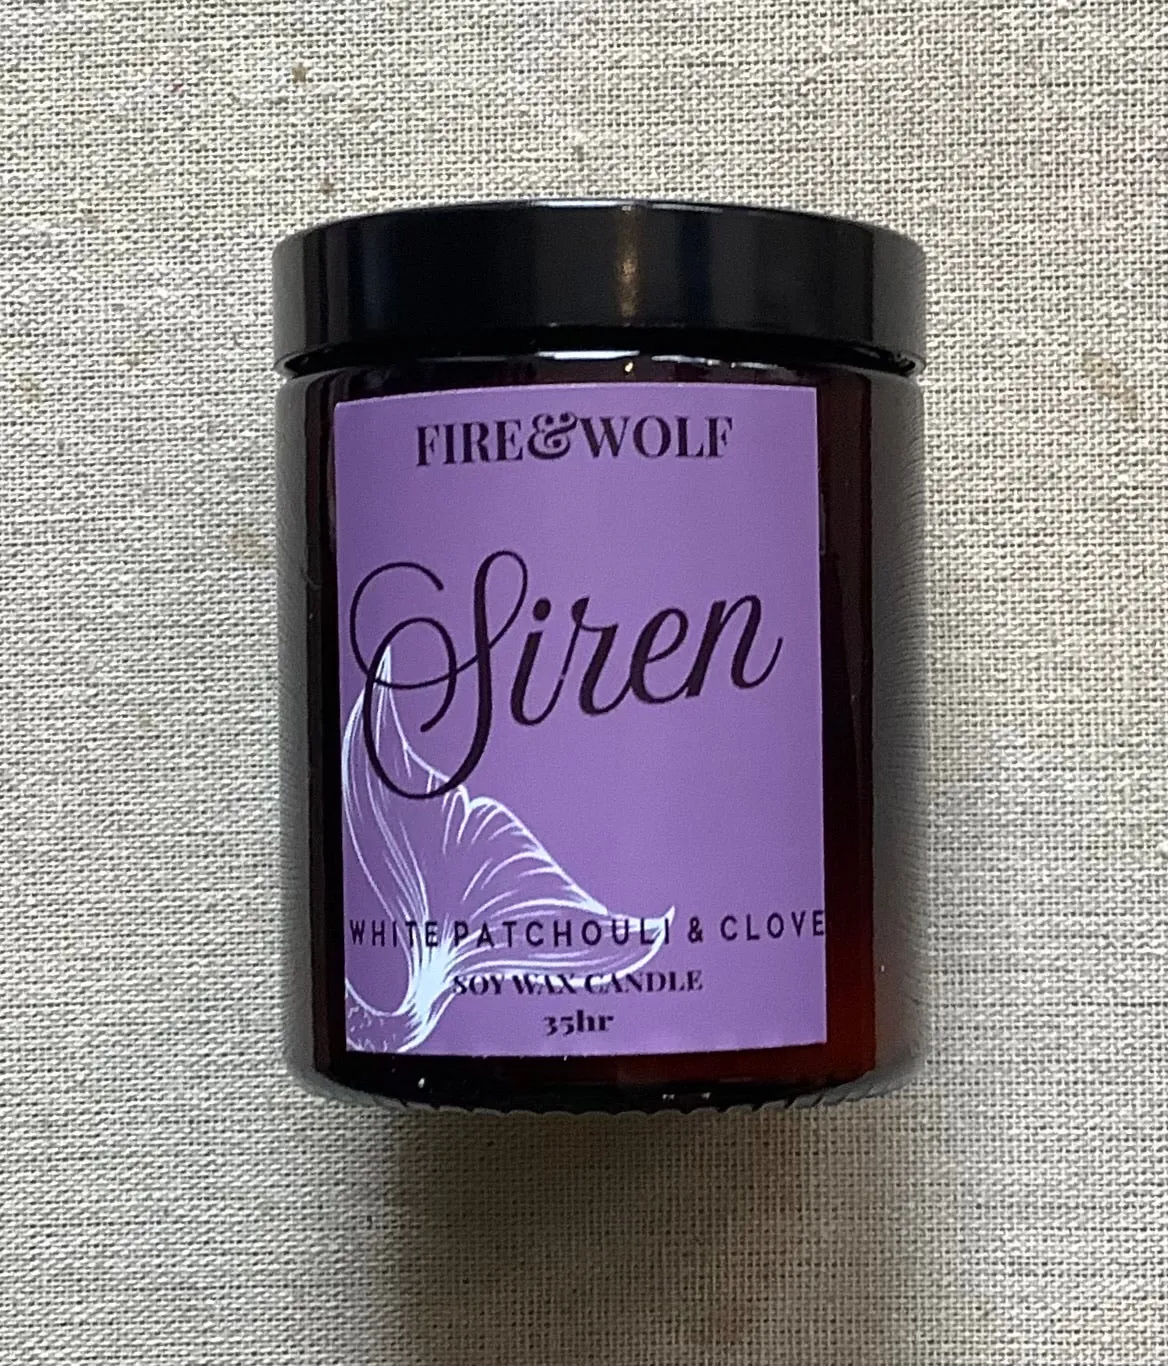 FIRE&WOLF
Siren
WHITE PATCHOULI & CLOVE
SOY WAX CANDLE
35hr